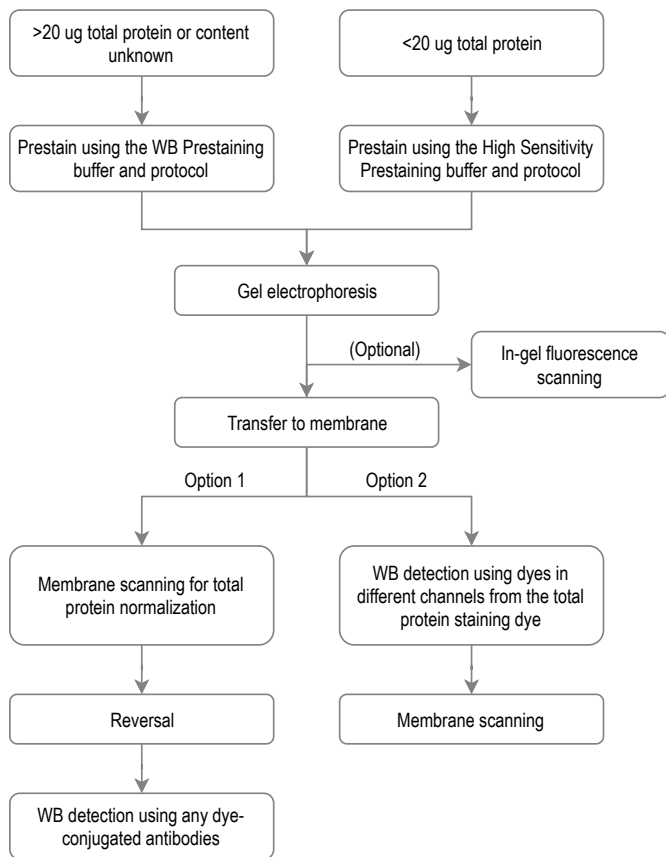 >20 ug total protein or content
unknown
<20 ug total protein
Prestain using the WB Prestaining
buffer and protocol
Prestain using the High Sensitivity
Prestaining buffer and protocol
Gel electrophoresis
(Optional)
In-gel fluorescence
scanning
Transfer to membrane
Option 1
Option 2
Membrane scanning for total
protein normalization
WB detection using dyes in
different channels from the total
protein staining dye
Reversal
Membrane scanning
WB detection using any dye-
conjugated antibodies